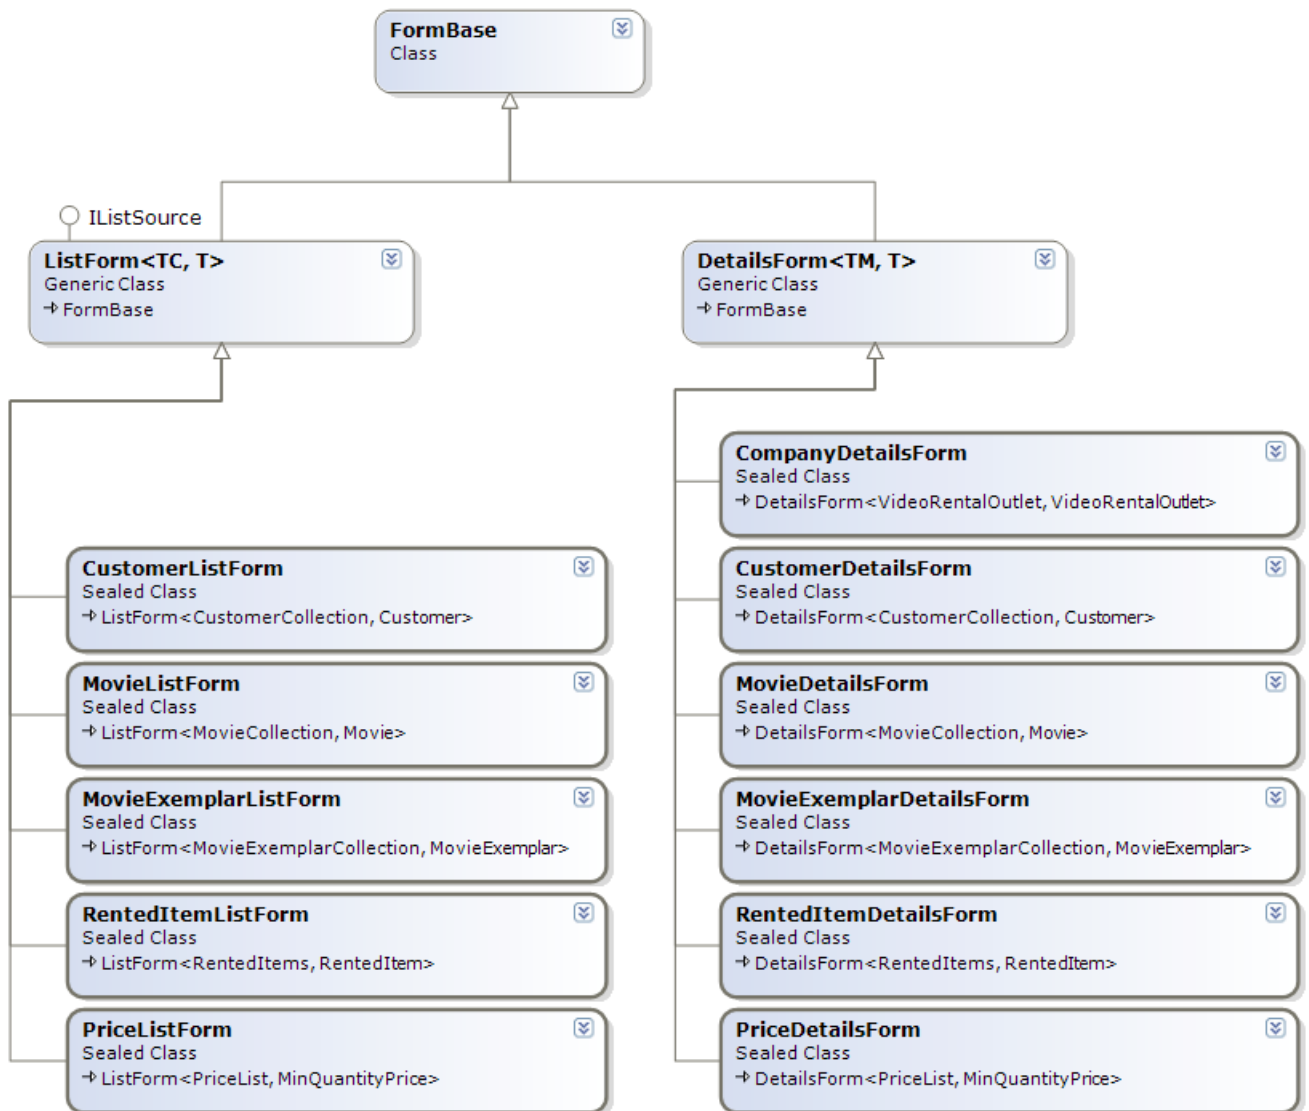 FormBase
Class
IListSource
ListForm<TC, T>
Generic Class
FormBase
DetailsForm<TM, T>
Generic Class
FormBase
CustomerListForm
Sealed Class
ListForm<CustomerCollection, Customer>
MovieListForm
Sealed Class
ListForm<MovieCollection, Movie>
MovieExemplarListForm
Sealed Class
ListForm<MovieExemplarCollection, MovieExemplar>
RentedItemListForm
Sealed Class
ListForm<RentedItems, RentedItem>
PriceListForm
Sealed Class
ListForm<PriceList, MinQuantityPrice>
CompanyDetailsForm
Sealed Class
DetailsForm<VideoRentalOutlet, VideoRentalOutlet>
CustomerDetailsForm
Sealed Class
DetailsForm<CustomerCollection, Customer>
MovieDetailsForm
Sealed Class
DetailsForm<MovieCollection, Movie>
MovieExemplarDetailsForm
Sealed Class
DetailsForm<MovieExemplarCollection, MovieExemplar>
RentedItemDetailsForm
Sealed Class
DetailsForm<RentedItems, RentedItem>
PriceDetailsForm
Sealed Class
DetailsForm<PriceList, MinQuantityPrice>